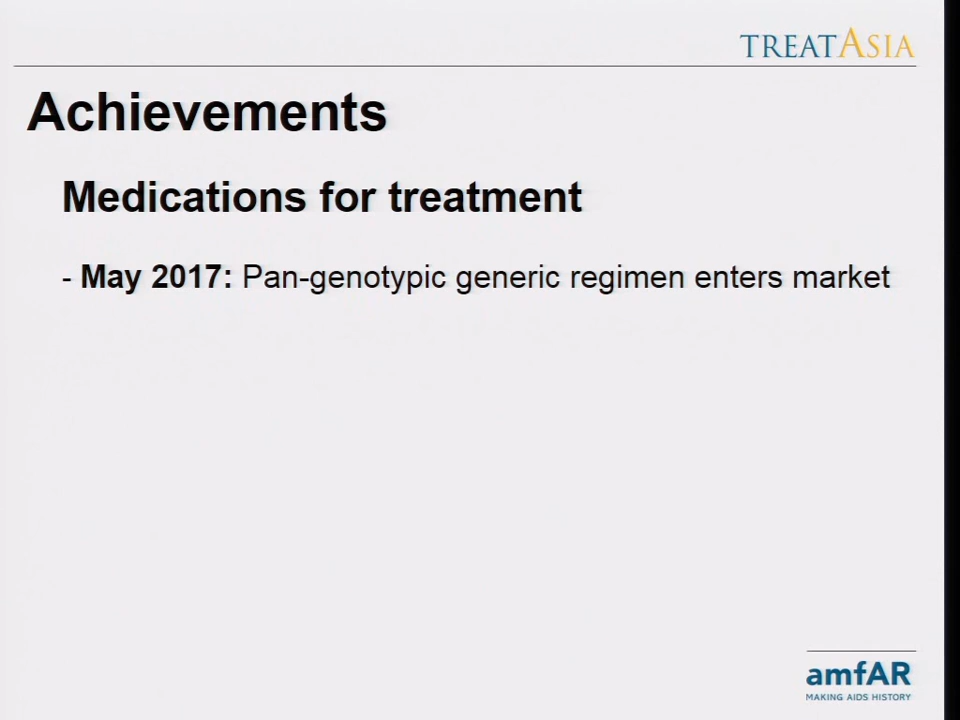 TREATASIA
Achievements
Medications for treatment
- May 2017: Pan-genotypic generic regimen enters market
amfAR
MAKING AIDS HISTORY